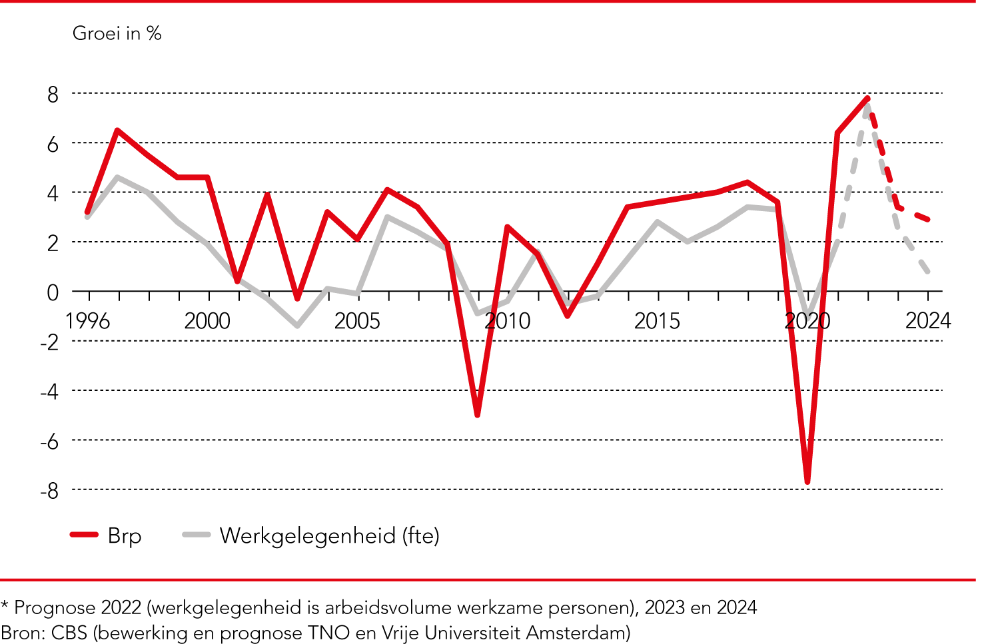 Groei in %
8
6
4
2
0
1996 2000 2005 2010 2015 2020 2024
-2
-4
-6
-8
Brp Werkgelegenheid (fte)
* Prognose 2022 (werkgelegenheid is arbeidsvolume werkzame personen), 2023 en 2024
Bron: CBS (bewerking en prognose TNO en Vrije Universiteit Amsterdam)